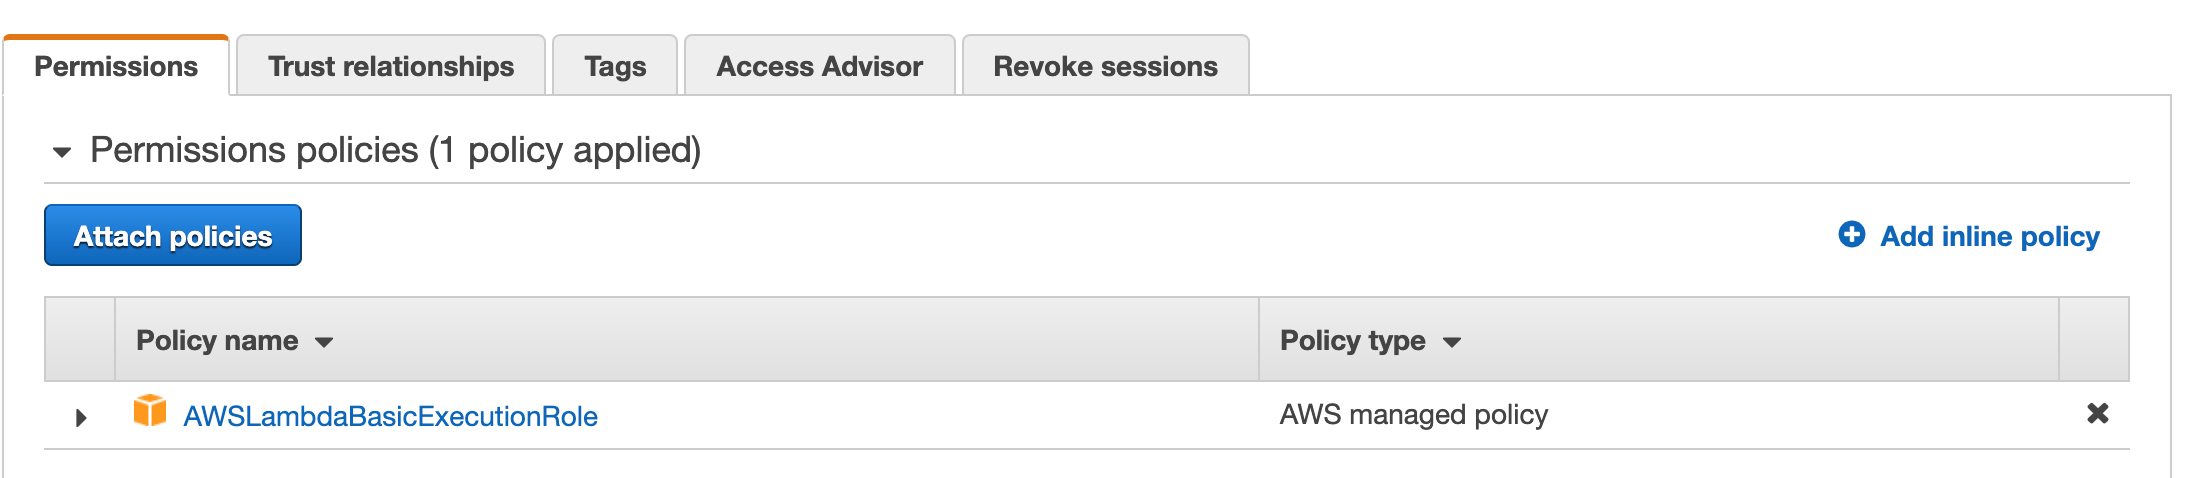 Permissions
Trust relationships
Tags
Access Advisor
Revoke sessions
Permissions policies (1 policy applied)
Attach policies
Add inline policy
Policy name
Policy type
AWSLambdaBasicExecutionRole
AWS managed policy